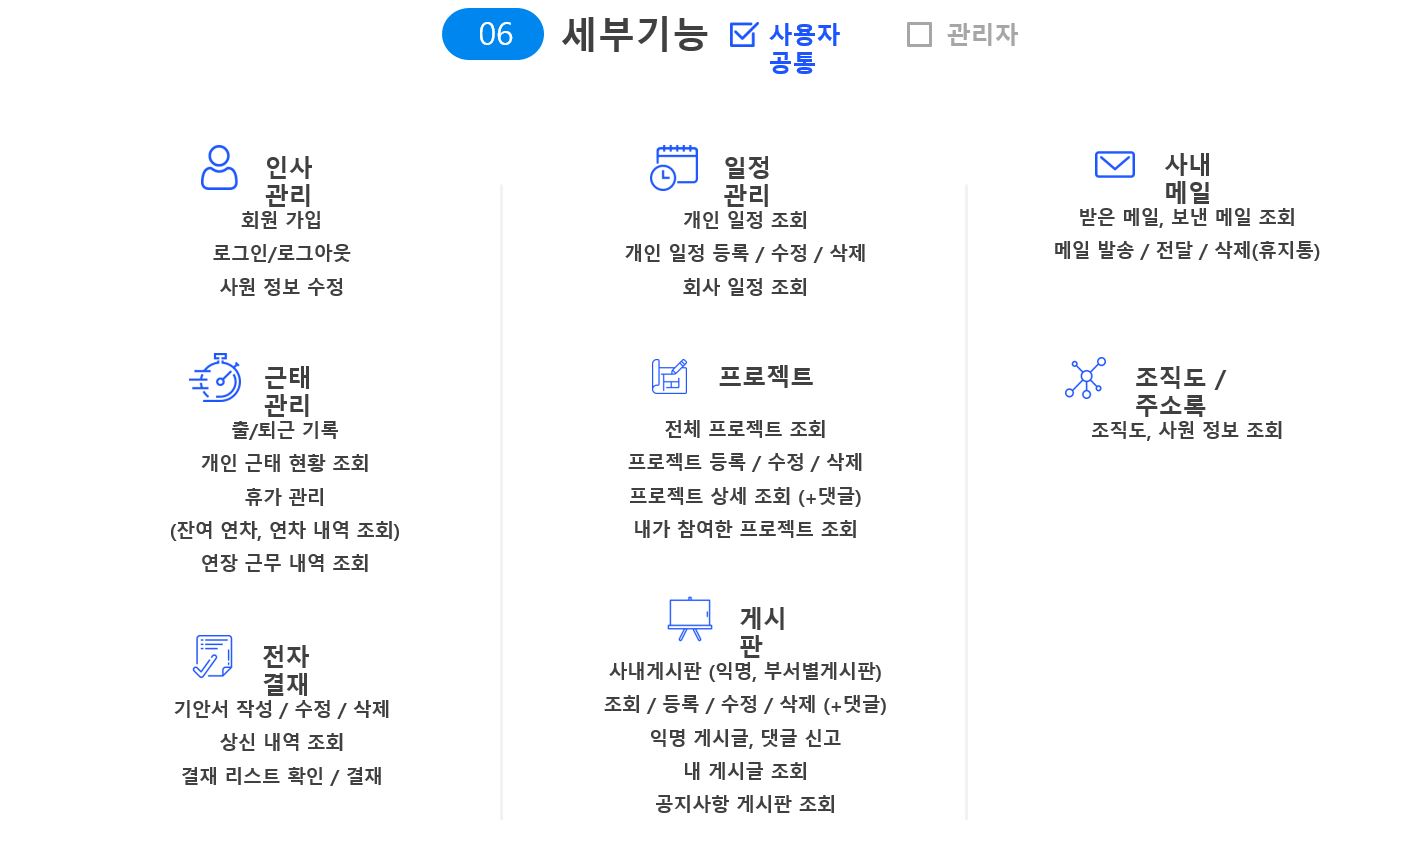 06
세부기능
사용자
공통
관리자
인사
관리
회원 가입
로그인/로그아웃
사원 정보 수정
근태
관리
출/퇴근 기록
개인 근태 현황 조회
휴가 관리
(잔여 연차, 연차 내역 조회)
연장 근무 내역 조회
전자
결재
기안서 작성 / 수정 / 삭제
상신 내역 조회
결재 리스트 확인 / 결재
일정
관리
개인 일정 조회
개인 일정 등록 / 수정 / 삭제
회사 일정 조회
프로젝트
전체 프로젝트 조회
프로젝트 등록 / 수정 / 삭제
프로젝트 상세 조회 (+댓글)
내가 참여한 프로젝트 조회
게시
판
사내게시판 (익명, 부서별게시판)
조회 / 등록 / 수정 / 삭제 (+댓글)
익명 게시글, 댓글 신고
내 게시글 조회
공지사항 게시판 조회
사내
메일
받은 메일, 보낸 메일 조회
메일 발송 / 전달 / 삭제(휴지통)
조직도 /
주소록
조직도, 사원 정보 조회